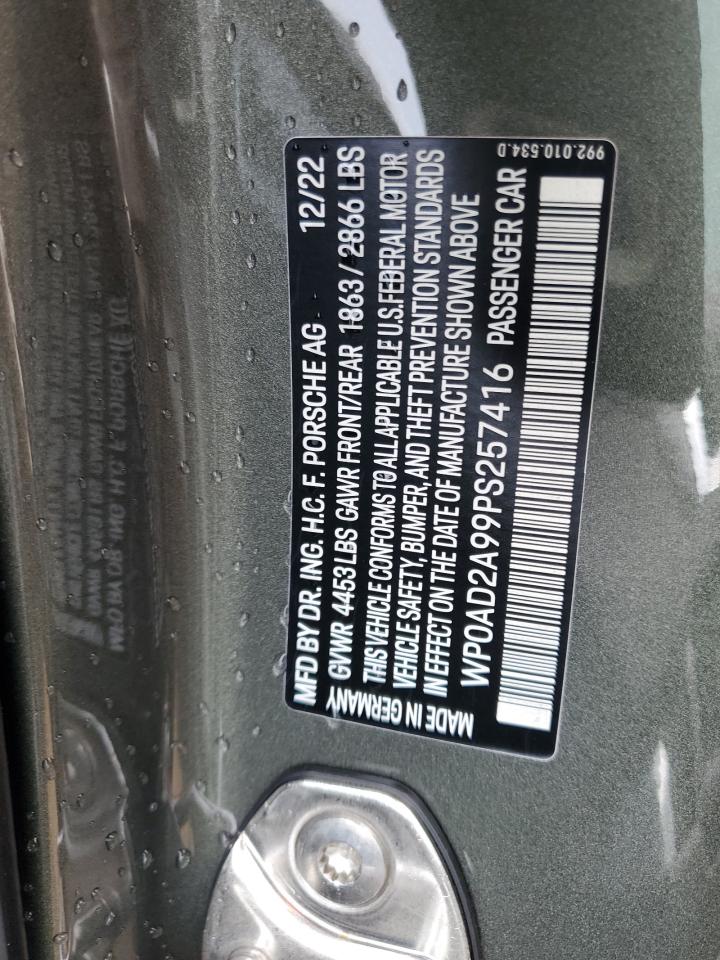 MFD BY DR. ING. H.C. F. PORSCHE AG 12/22
GVWR 4453 LBS GAWR FRONT/REAR 1863 / 2866 LBS
THIS VEHICLE CONFORMS TO ALL APPLICABLE U.S. FEDERAL MOTOR
VEHICLE SAFETY, BUMPER, AND THEFT PREVENTION STANDARDS
IN EFFECT ON THE DATE OF MANUFACTURE SHOWN ABOVE
MADE IN GERMANY
WP0AD2A99PS257416 PASSENGER CAR
992.010.534.D